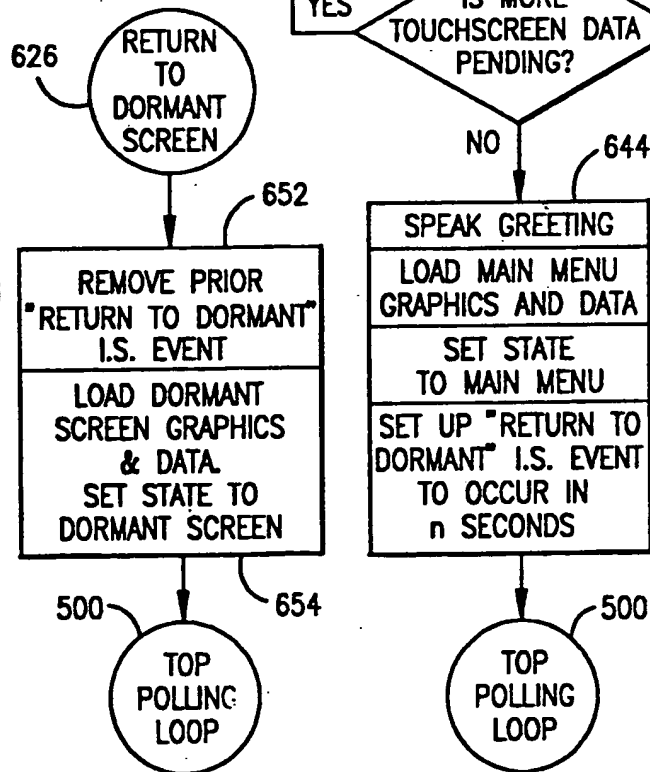 626
RETURN
TO
DORMANT
SCREEN
652
REMOVE PRIOR
"RETURN TO DORMANT"
I.S. EVENT
LOAD DORMANT
SCREEN GRAPHICS
& DATA.
SET STATE TO
DORMANT SCREEN
654
500
TOP
POLLING
LOOP
YES
IS MORE
TOUCHSCREEN DATA
PENDING?
NO
644
SPEAK GREETING
LOAD MAIN MENU
GRAPHICS AND DATA
SET STATE
TO MAIN MENU
SET UP "RETURN TO
DORMANT" I.S. EVENT
TO OCCUR IN
n SECONDS
500
TOP
POLLING
LOOP